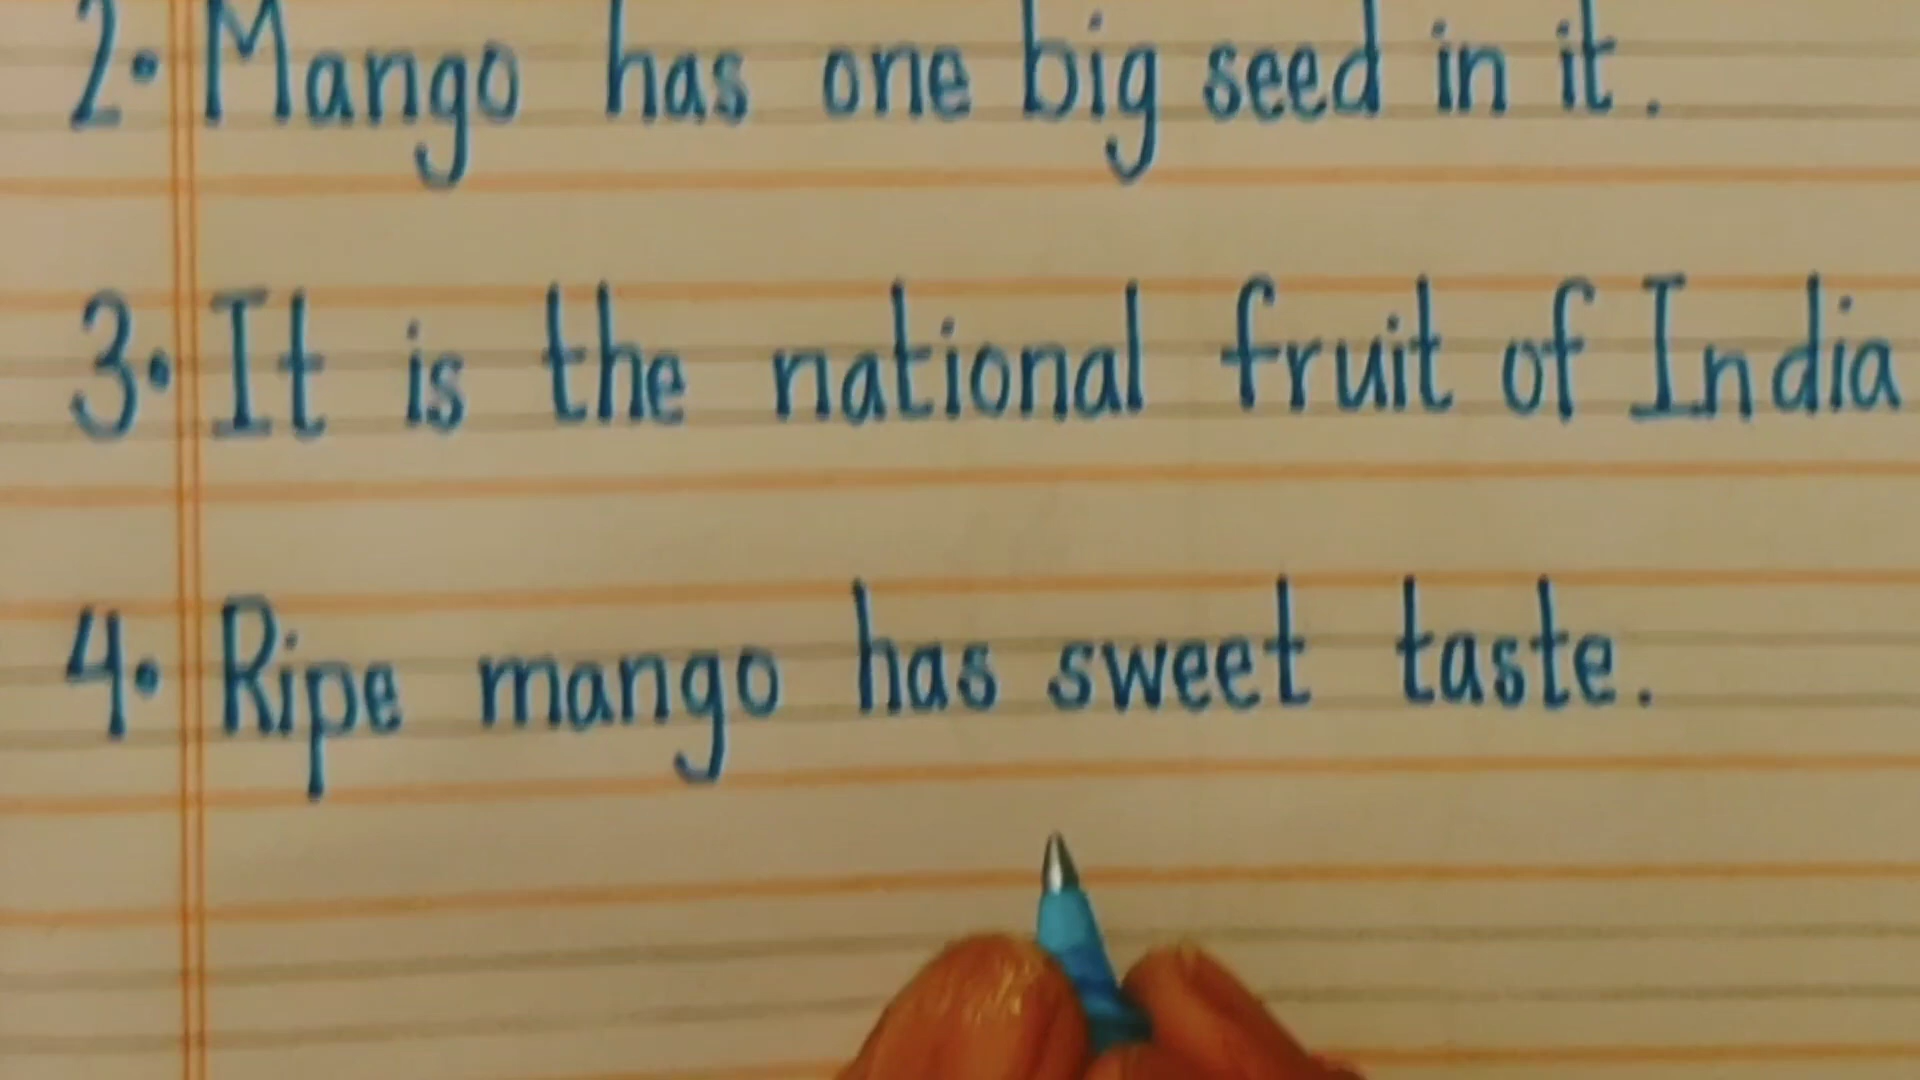 2. Mango has one big seed in it.
3. It is the national fruit of India
4. Ripe mango has sweet taste.